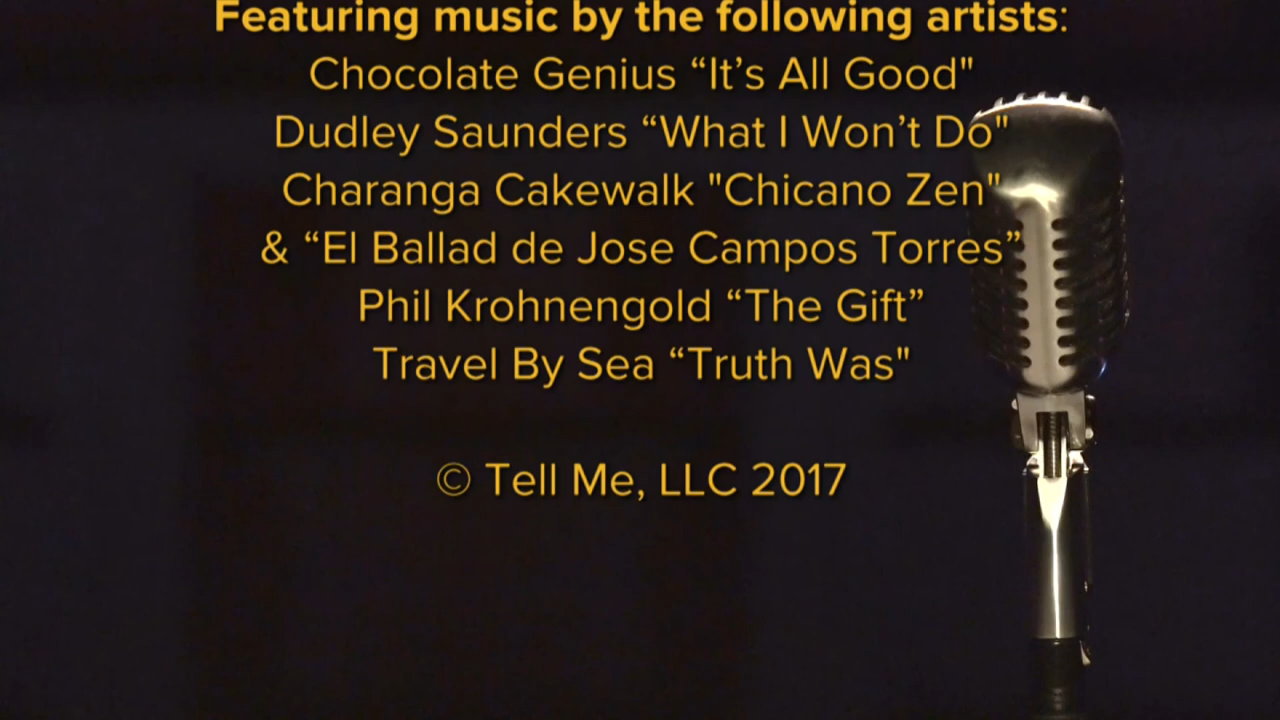 Featuring music by the following artists:
Chocolate Genius “It’s All Good"
Dudley Saunders “What I Won’t Do"
Charanga Cakewalk "Chicano Zen"
& “El Ballad de Jose Campos Torres”
Phil Krohnengold “The Gift”
Travel By Sea “Truth Was"
© Tell Me, LLC 2017